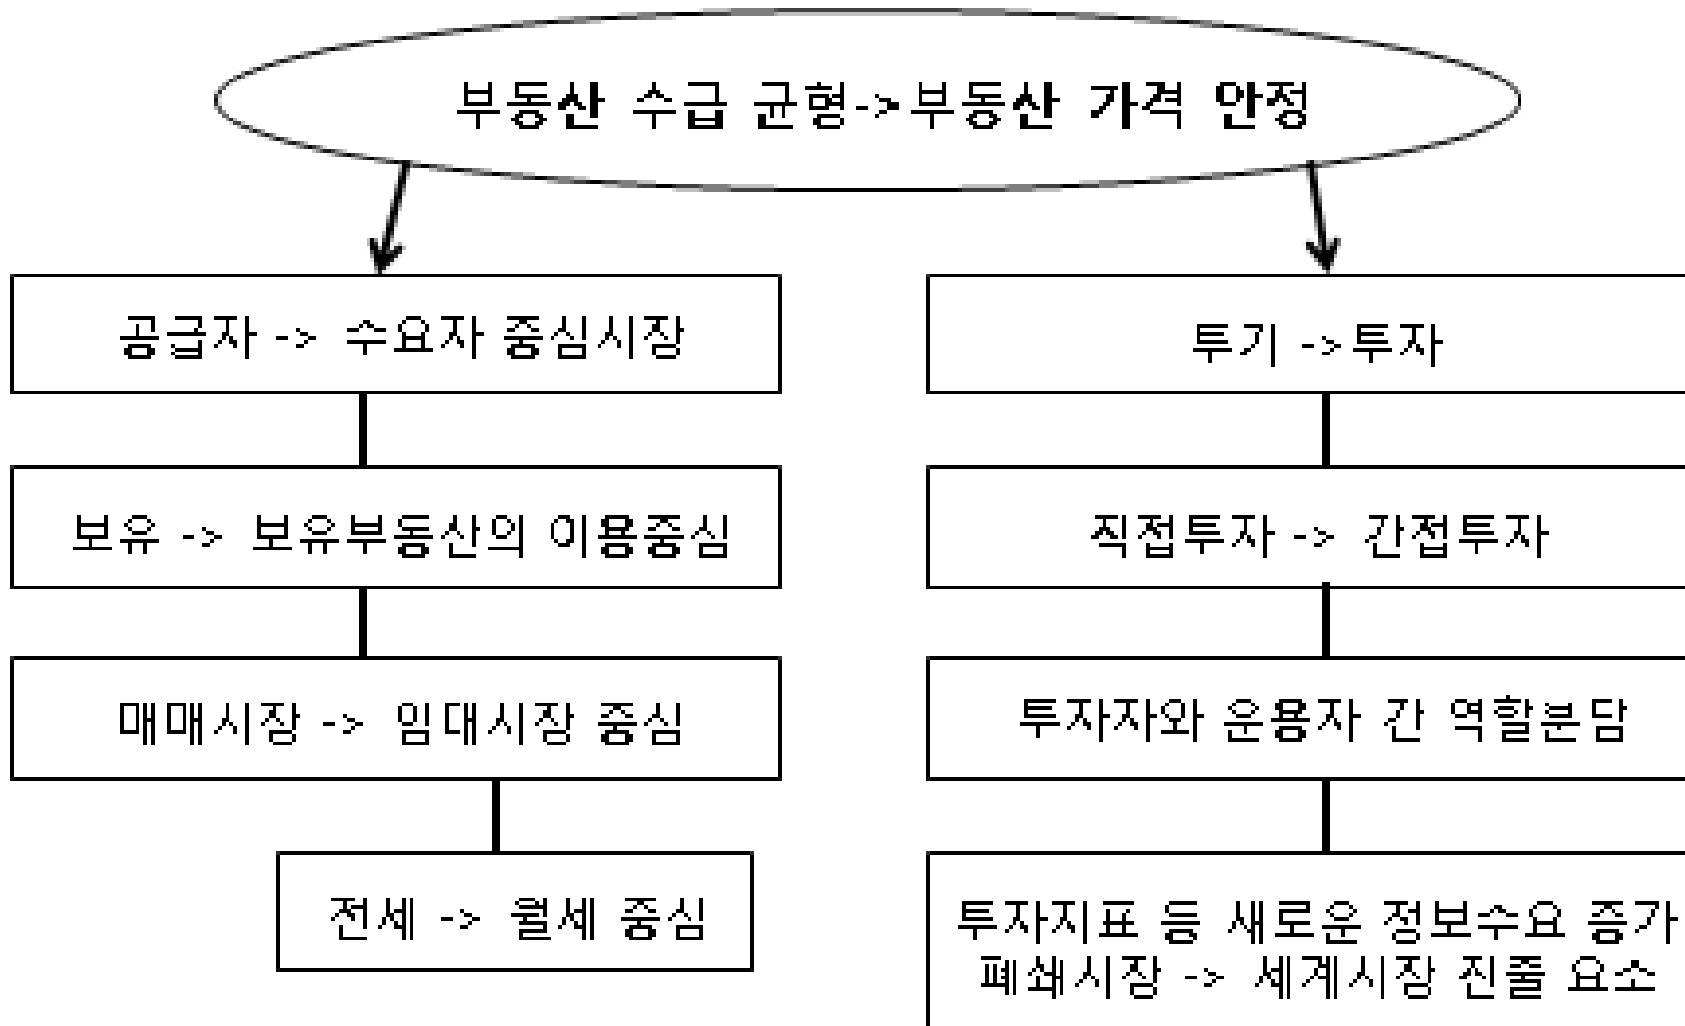 부동산 수급 균형->부동산 가격 안정
공급자 -> 수요자 중심시장
보유 -> 보유부동산의 이용중심
매매시장 -> 임대시장 중심
전세 -> 월세 중심
투기 ->투자
직접투자 -> 간접투자
투자자와 운용자 간 역할분담
투자지표 등 새로운 정보수요 증가
폐쇄시장 -> 세계시장 진출 요소